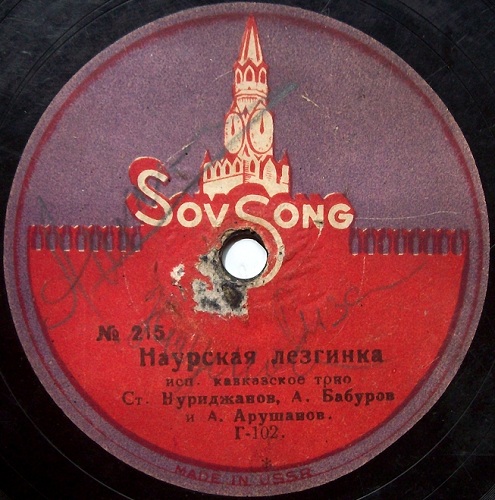 SovSong
№ 215
Наурская лезгинка
исп. кавказское трио
Ст. Нуриджанов, А. Бабуров
и А. Арушанов.
Г-102.
MADE IN USSR